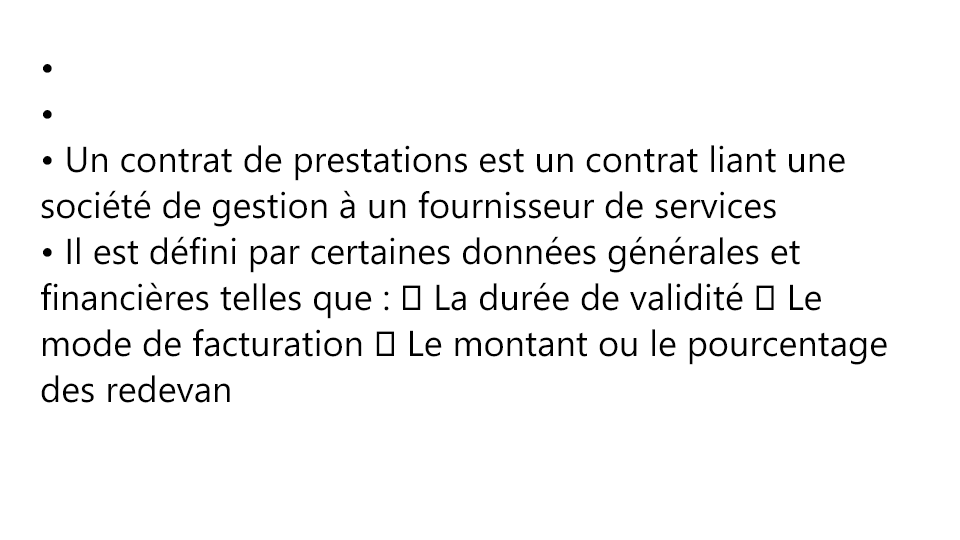 •
•
• Un contrat de prestations est un contrat liant une
société de gestion à un fournisseur de services
• Il est défini par certaines données générales et
financières telles que :  La durée de validité  Le
mode de facturation  Le montant ou le pourcentage
des redevan